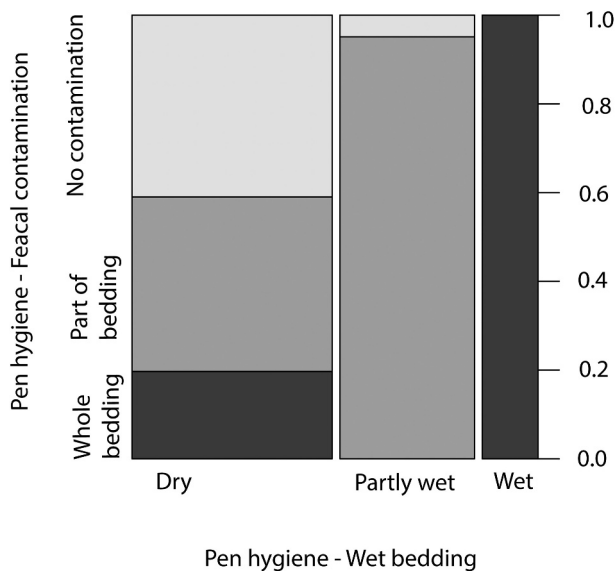 Pen hygiene - Feacal contamination
No contamination
Part of
bedding
Whole
bedding
1.0
0.8
0.6
0.4
0.2
0.0
Dry
Partly wet
Wet
Pen hygiene - Wet bedding